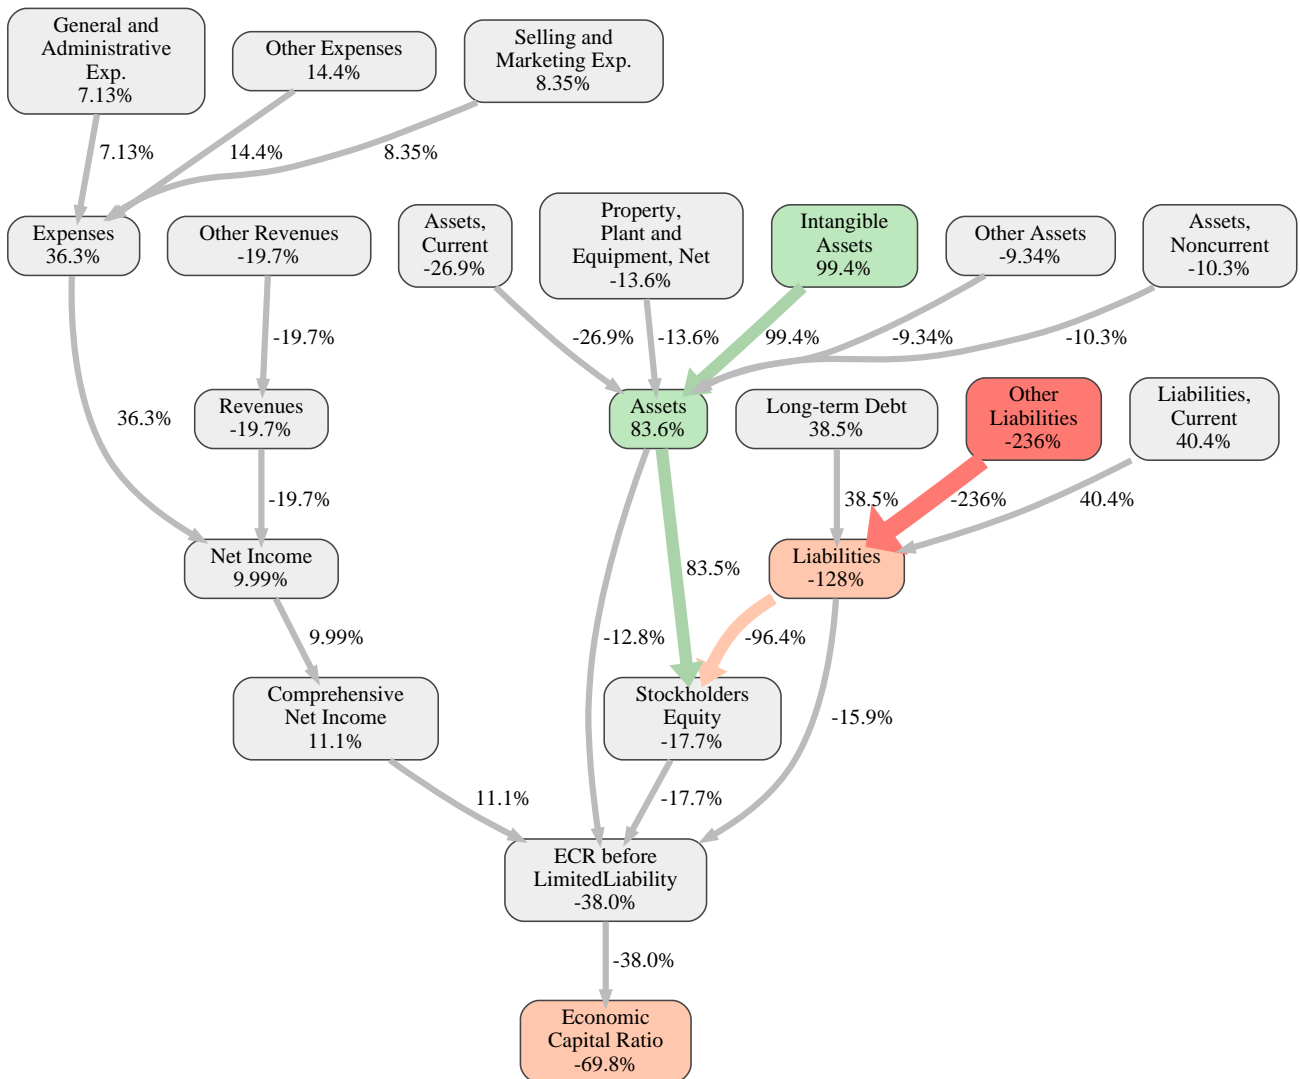 General and
Administrative
Exp.
7.13%
Other Expenses
14.4%
Selling and
Marketing Exp.
8.35%
7.13%
14.4%
8.35%
Expenses
36.3%
Other Revenues
-19.7%
Assets,
Current
-26.9%
Property,
Plant and
Equipment, Net
-13.6%
Intangible
Assets
99.4%
Other Assets
-9.34%
Assets,
Noncurrent
-10.3%
-19.7%
-26.9%
-13.6%
99.4%
-9.34%
-10.3%
36.3%
Revenues
-19.7%
Assets
83.6%
Long-term Debt
38.5%
Other
Liabilities
-236%
Liabilities,
Current
40.4%
-19.7%
38.5%
-236%
40.4%
Net Income
9.99%
83.5%
Liabilities
-128%
9.99%
-12.8%
-96.4%
Comprehensive
Net Income
11.1%
Stockholders
Equity
-17.7%
-15.9%
11.1%
-17.7%
ECR before
LimitedLiability
-38.0%
-38.0%
Economic
Capital Ratio
-69.8%